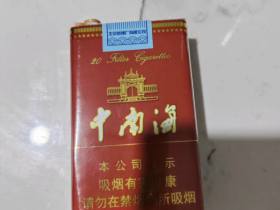 20 Filter Cigarettes
中南海
本公司 示
吸烟有 康
请勿在禁 所吸烟